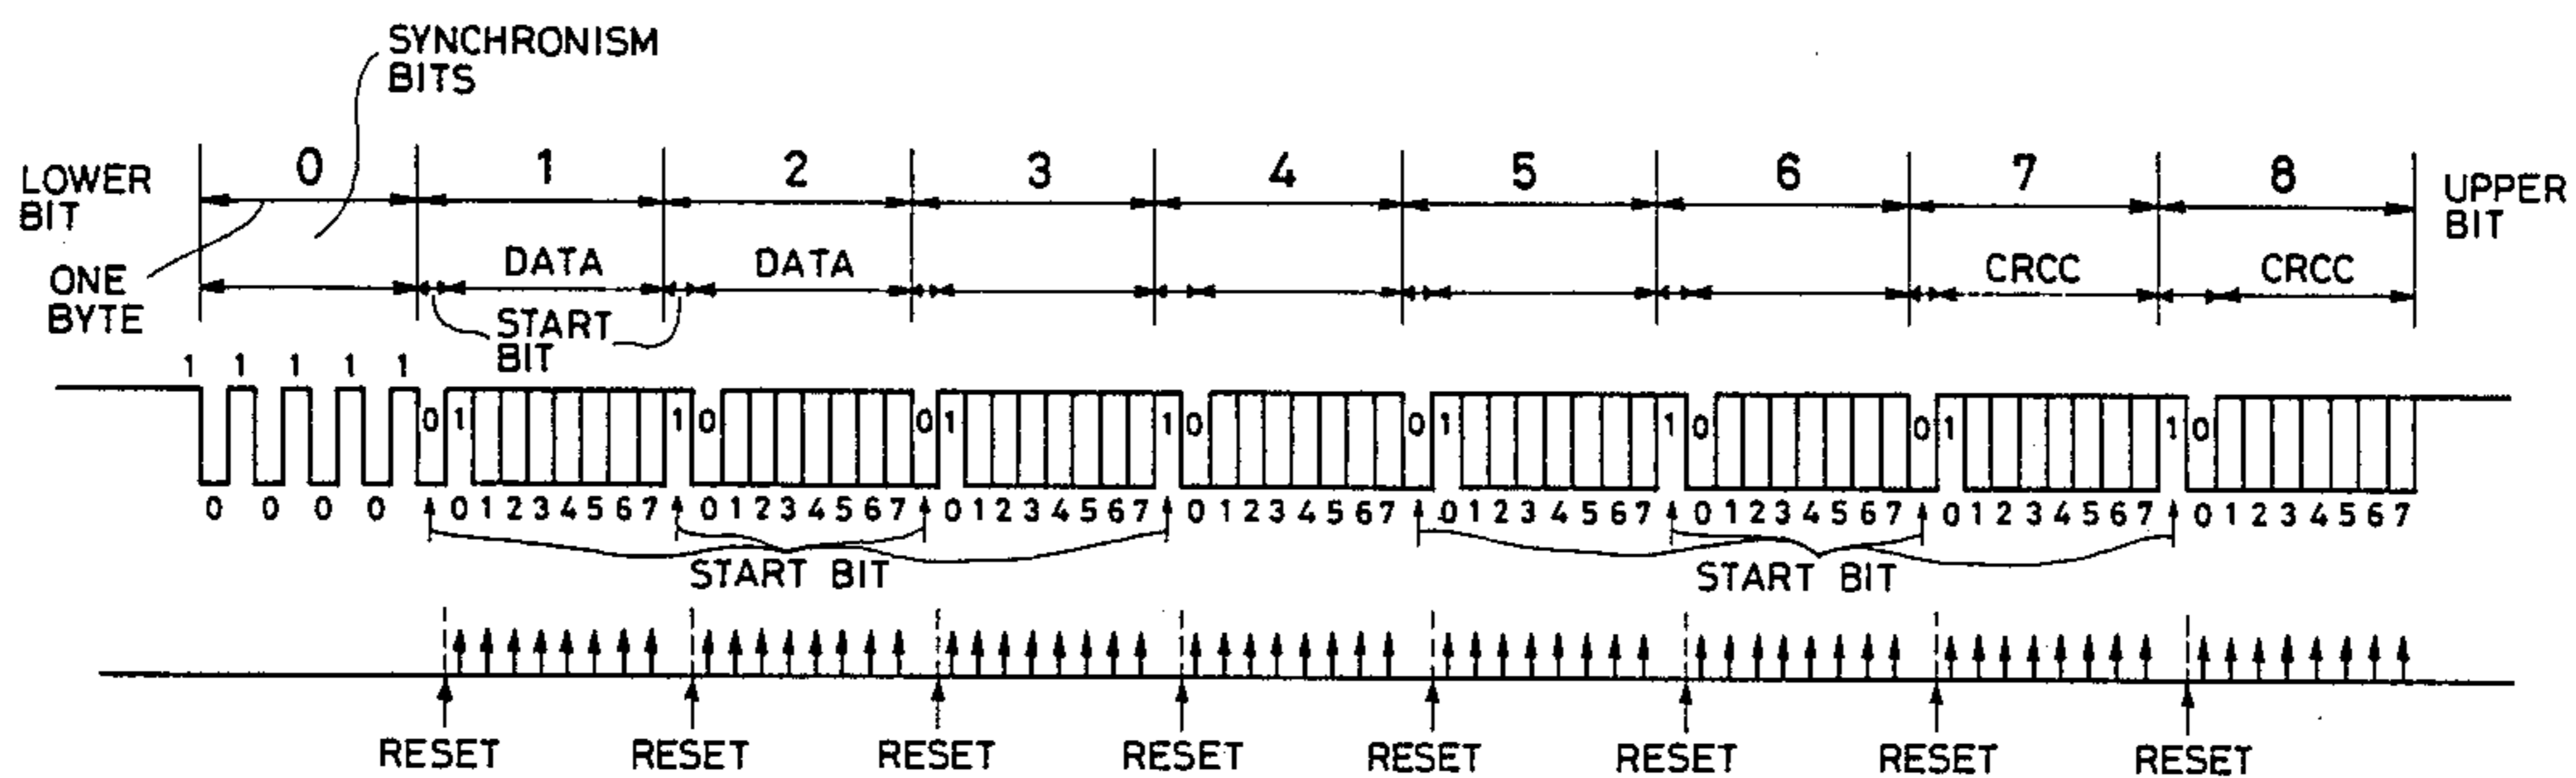 SYNCHRONISM
BITS
LOWER
BIT
0 1 2 3 4 5 6 7 8
UPPER
BIT
ONE
BYTE
DATA DATA CRCC CRCC
START
BIT
1 1 1 1 1
0 1 1 0 0 1 1 0 0 1 1 0 0 1 1 0
0 0 0 0 0 1 2 3 4 5 6 7 0 1 2 3 4 5 6 7 0 1 2 3 4 5 6 7 0 1 2 3 4 5 6 7 0 1 2 3 4 5 6 7 0 1 2 3 4 5 6 7 0 1 2 3 4 5 6 7 0 1 2 3 4 5 6 7
START BIT START BIT
RESET RESET RESET RESET RESET RESET RESET RESET